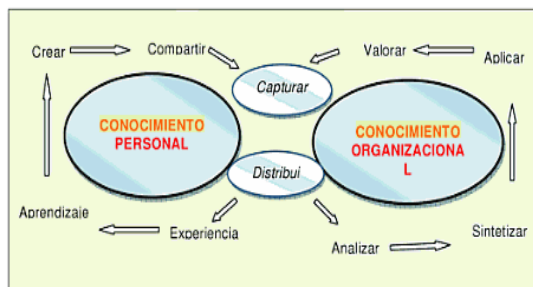 Crear
Compartir
Valorar
Aplicar
Capturar
CONOCIMIENTO
PERSONAL
CONOCIMIENTO
ORGANIZACIONA
L
Distribui
Aprendizaje
Experiencia
Analizar
Sintetizar